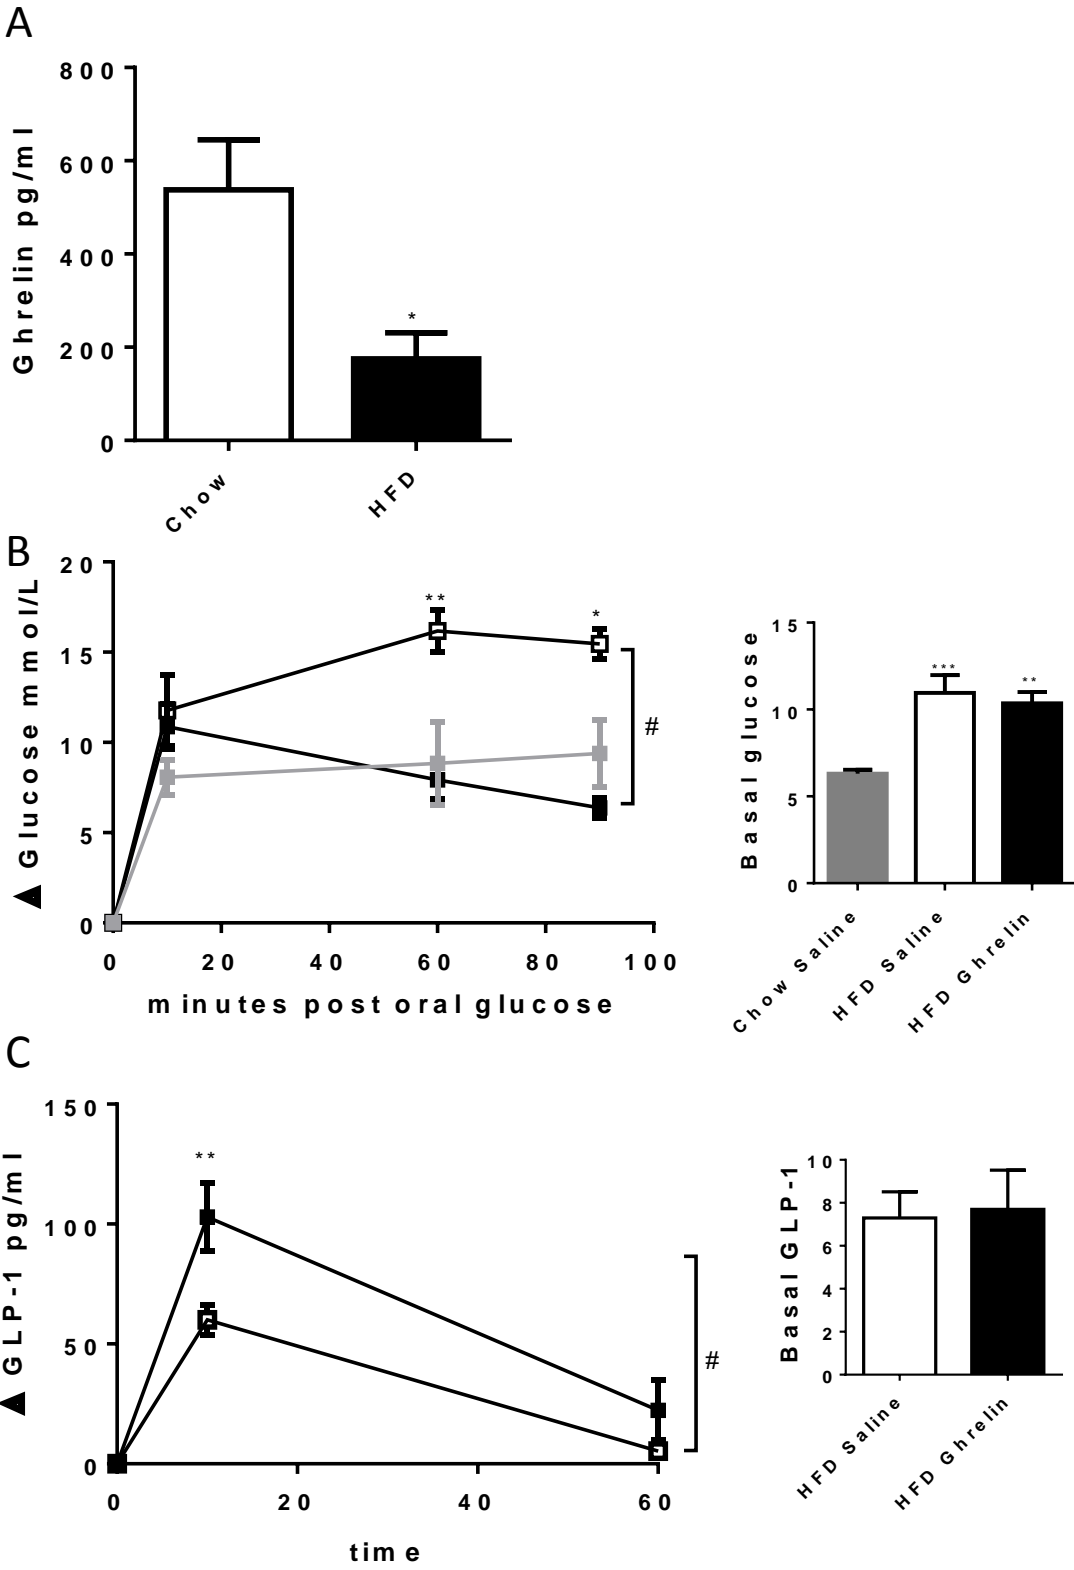 A
Ghrelin pg/ml
800
600
400
200
0
*
Chow
HFD
B
▲ Glucose mmol/L
20
15
10
5
0
**
*
#
0 20 40 60 80 100
minutes post oral glucose
Basal glucose
15
10
5
0
***
**
Chow Saline
HFD Saline
HFD Ghrelin
C
▲ GLP-1 pg/ml
150
100
50
0
**
#
0 20 40 60
time
Basal GLP-1
10
8
6
4
2
0
HFD Saline
HFD Ghrelin